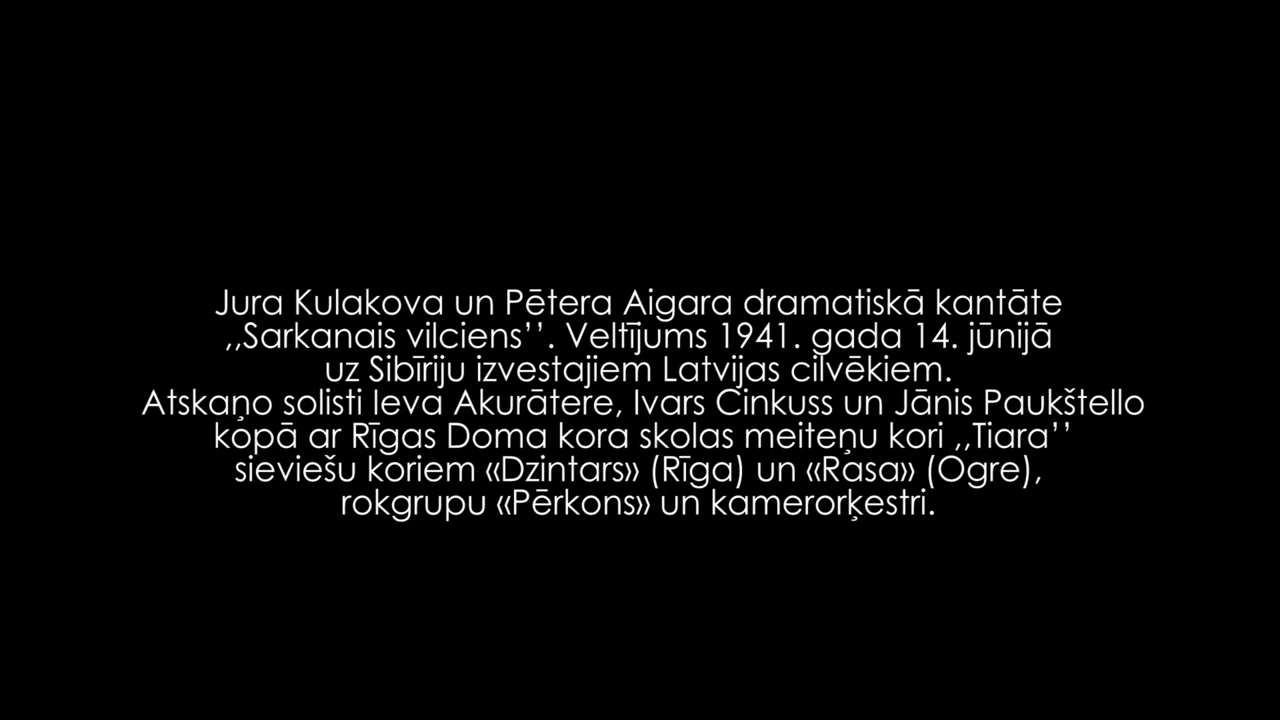 Jura Kulakova un Pētera Aigara dramatiskā kantāte
,,Sarkanais vilciens’’. Veltījums 1941. gada 14. jūnijā
uz Sibīriju izvestajiem Latvijas cilvēkiem.
Atskaņo solisti Ieva Akurātere, Ivars Cinkuss un Jānis Paukštello
kopā ar Rīgas Doma kora skolas meiteņu kori ,,Tiara’’
sieviešu koriem «Dzintars» (Rīga) un «Rasa» (Ogre),
rokgrupu «Pērkons» un kamerorķestri.